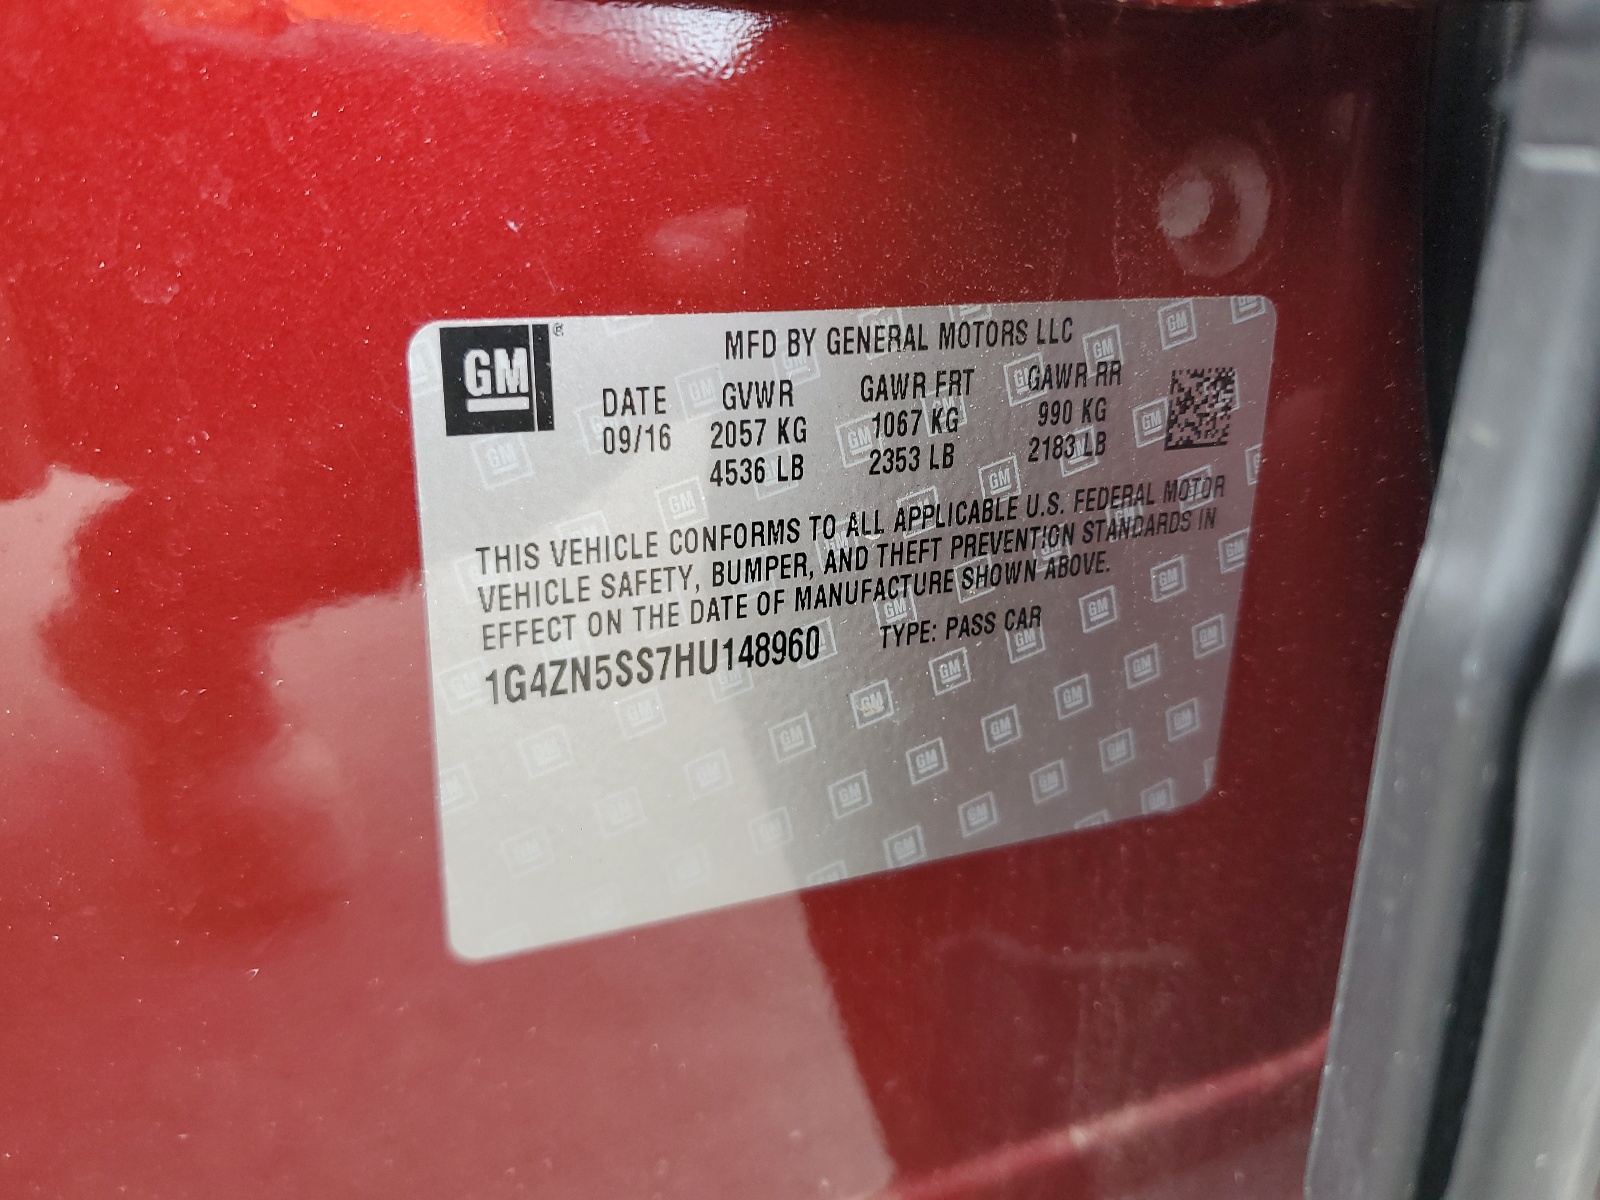 GM ®
MFD BY GENERAL MOTORS LLC
DATE GVWR GAWR FRT GAWR RR
09/16 2057 KG 1067 KG 990 KG
4536 LB 2353 LB 2183 LB
THIS VEHICLE CONFORMS TO ALL APPLICABLE U.S. FEDERAL MOTOR
VEHICLE SAFETY, BUMPER, AND THEFT PREVENTION STANDARDS IN
EFFECT ON THE DATE OF MANUFACTURE SHOWN ABOVE.
1G4ZN5SS7HU148960 TYPE: PASS CAR